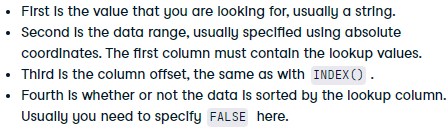 • First is the value that you are looking for, usually a string.
• Second is the data range, usually specified using absolute
coordinates. The first column must contain the lookup values.
• Third is the column offset, the same as with INDEX() .
• Fourth is whether or not the data is sorted by the lookup column.
Usually you need to specify FALSE here.